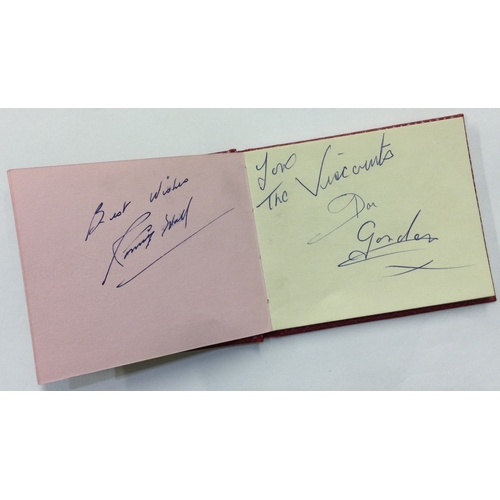 Best Wishes
Love
The Viscounts
Don
Gordon
x